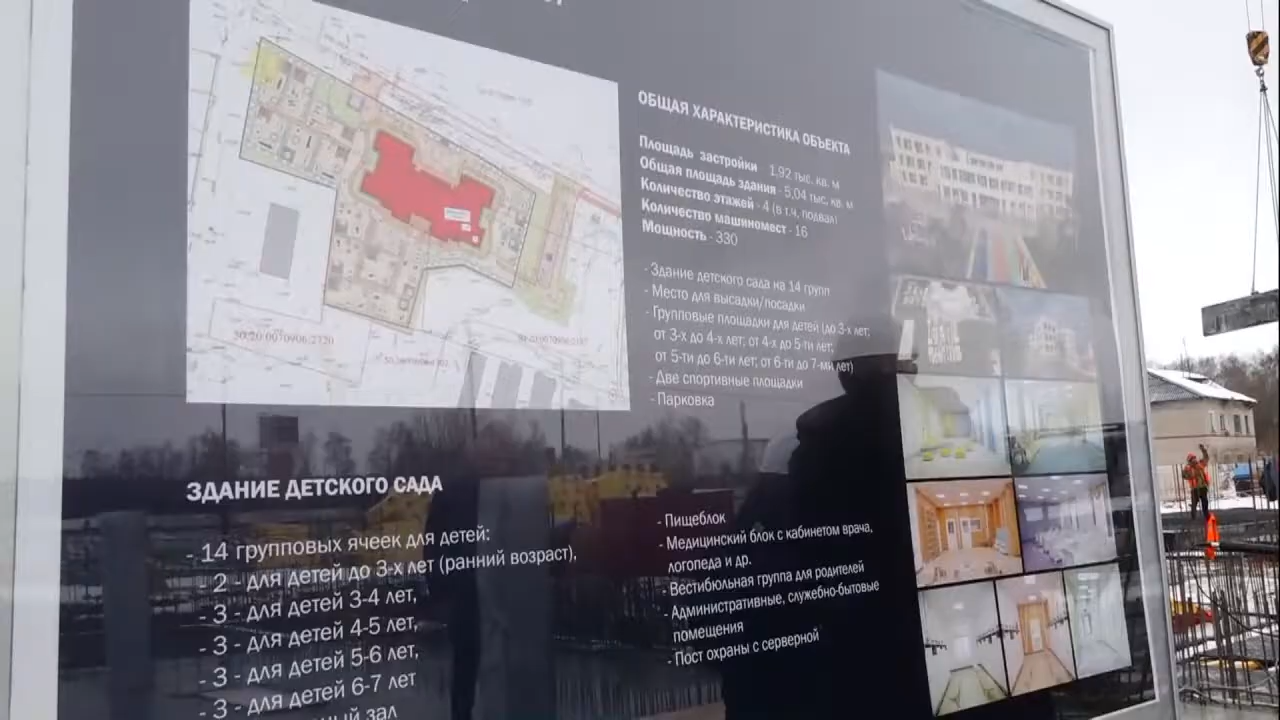 ОБЩАЯ ХАРАКТЕРИСТИКА ОБЪЕКТА
Площадь застройки 1,92 тыс. кв. м
Общая площадь здания - 5,04 тыс. кв. м
Количество этажей - 4 (в т.ч. подвал)
Количество машиномест - 16
Мощность - 330
- Здание детского сада на 14 групп
- Место для высадки/посадки
- Групповые площадки для детей (до 3-х лет;
от 3-х до 4-х лет; от 4-х до 5-ти лет;
от 5-ти до 6-ти лет; от 6-ти до 7-ми лет)
- Две спортивные площадки
- Парковка
50:20:0070906:2720
ЗДАНИЕ ДЕТСКОГО САДА
- 14 групповых ячеек для детей:
- 2 - для детей до 3-х лет (ранний возраст),
- 3 - для детей 3-4 лет,
- 3 - для детей 4-5 лет,
- 3 - для детей 5-6 лет,
- 3 - для детей 6-7 лет
зал
- Пищеблок
- Медицинский блок с кабинетом врача,
логопеда и др.
- Вестибюльная группа для родителей
- Административные, служебно-бытовые
помещения
- Пост охраны с серверной